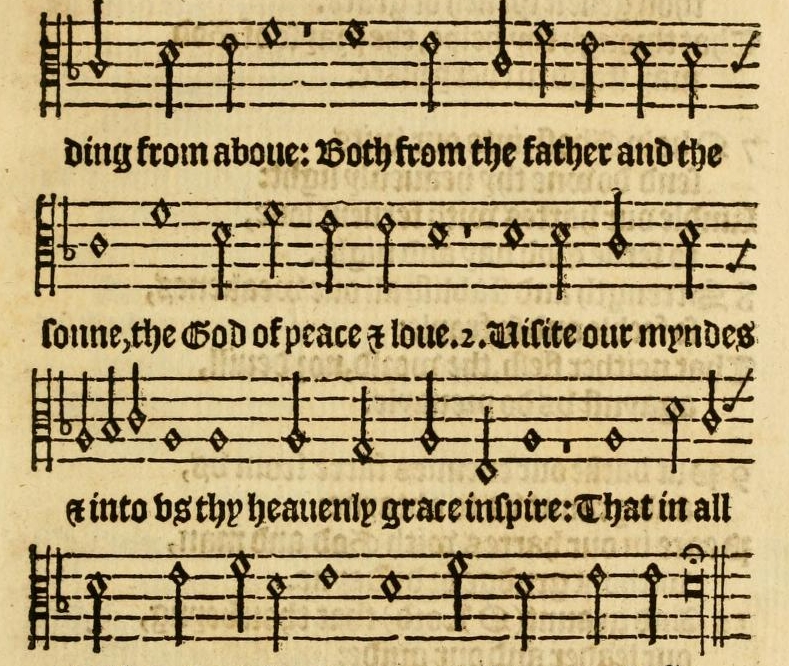 ding from aboue: Both from the father and the
sonne, the God of peace & loue. 2. Uisite our myndes
& into vs thy heauenly grace inspire: That in all